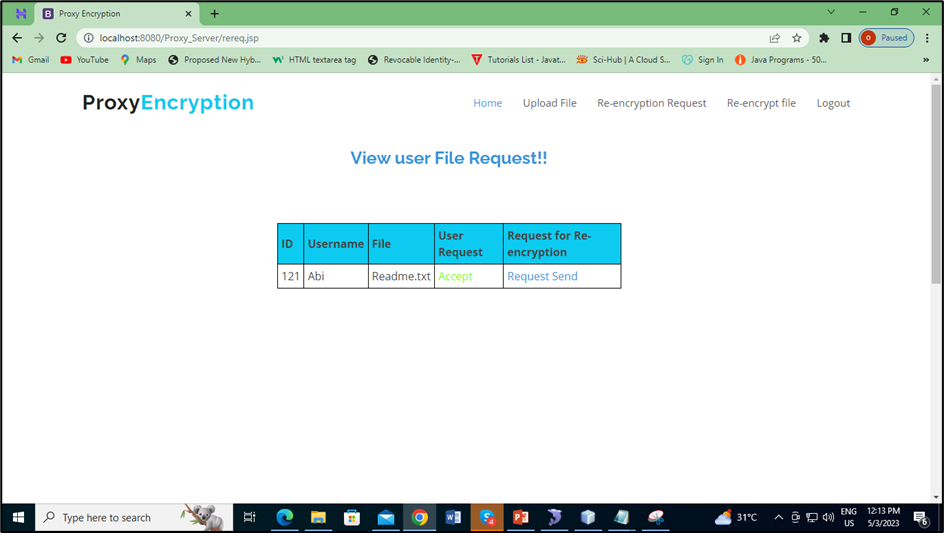 Proxy Encryption
localhost:8080/Proxy_Server/rereq.jsp
Paused
Gmail YouTube Maps Proposed New Hyb... HTML textarea tag Revocable Identity-... Tutorials List - Javat... Sci-Hub | A Cloud S... Sign In Java Programs - 50...
ProxyEncryption
Home Upload File Re-encryption Request Re-encrypt file Logout
View user File Request!!
ID Username File User Request Request for Re-encryption
121 Abi Readme.txt Accept Request Send
Type here to search
31°C
ENG
US
12:13 PM
5/3/2023
6